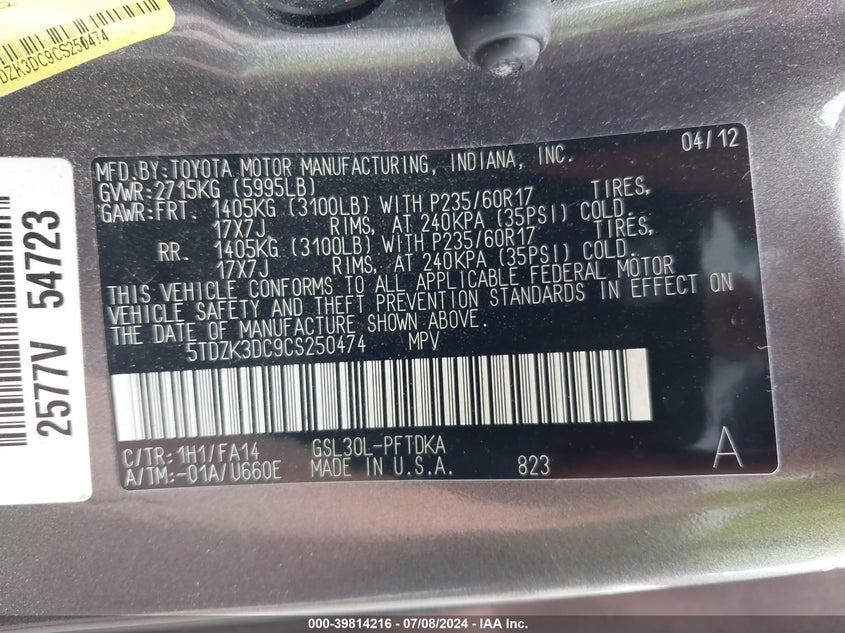 DZK3DC9CS250474
2577V 54723
MFD.BY:TOYOTA MOTOR MANUFACTURING, INDIANA, INC. 04/12
GVWR:2715KG (5995LB)
GAWR:FRT. 1405KG (3100LB) WITH P235/60R17 TIRES,
17X7J RIMS, AT 240KPA (35PSI) COLD.
RR. 1405KG (3100LB) WITH P235/60R17 TIRES,
17X7J RIMS, AT 240KPA (35PSI) COLD.
THIS VEHICLE CONFORMS TO ALL APPLICABLE FEDERAL MOTOR
VEHICLE SAFETY AND THEFT PREVENTION STANDARDS IN EFFECT ON
THE DATE OF MANUFACTURE SHOWN ABOVE.
5TDZK3DC9CS250474 MPV
C/TR:1H1/FA14 GSL30L-PFTDKA
A/TM:-01A/U660E MADE IN U.S.A. 823 A
000-39814216 - 07/08/2024 - IAA Inc.